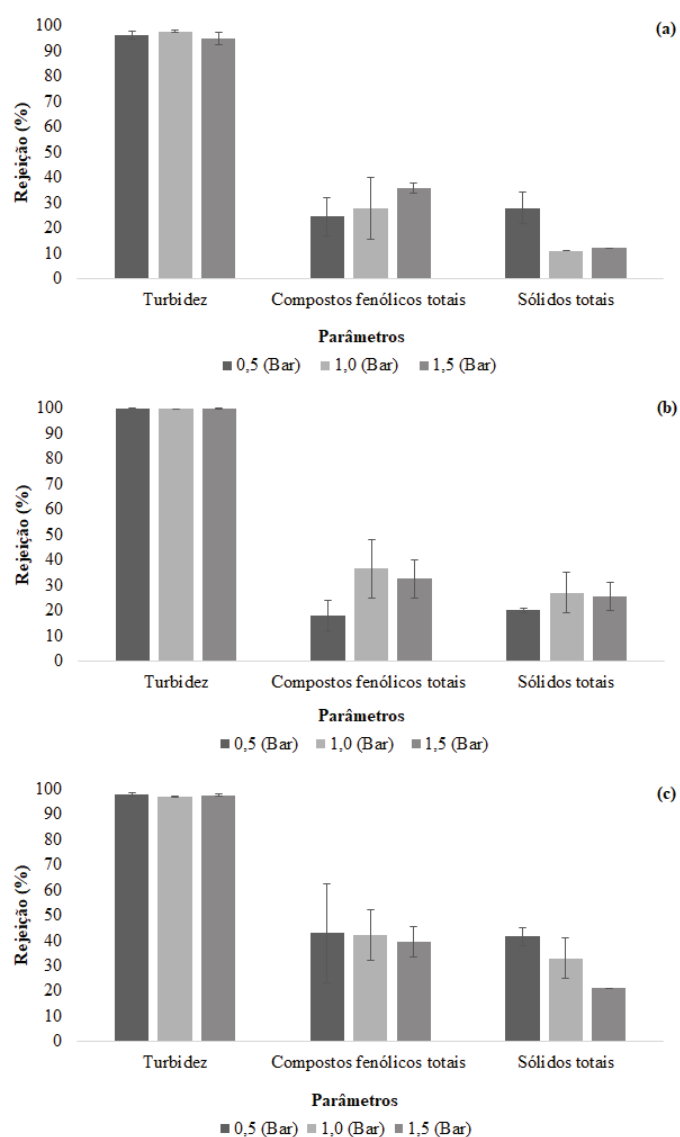 (a)
Rejeição (%)
100
90
80
70
60
50
40
30
20
10
0
Turbidez Compostos fenólicos totais Sólidos totais
Parâmetros
0,5 (Bar) 1,0 (Bar) 1,5 (Bar)
(b)
Rejeição (%)
100
90
80
70
60
50
40
30
20
10
0
Turbidez Compostos fenólicos totais Sólidos totais
Parâmetros
0,5 (Bar) 1,0 (Bar) 1,5 (Bar)
(c)
Rejeição (%)
100
90
80
70
60
50
40
30
20
10
0
Turbidez Compostos fenólicos totais Sólidos totais
Parâmetros
0,5 (Bar) 1,0 (Bar) 1,5 (Bar)